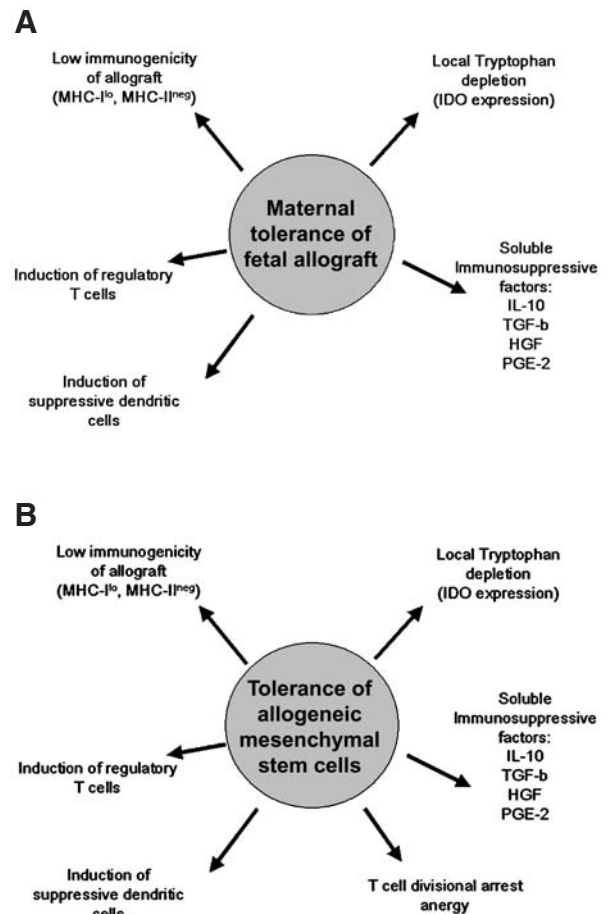 A
Low immunogenicity
of allograft
(MHC-Iˡᵒ, MHC-IIⁿᵉᵍ)
Local Tryptophan
depletion
(IDO expression)
Maternal
tolerance of
fetal allograft
Induction of regulatory
T cells
Soluble
Immunosuppressive
factors:
IL-10
TGF-b
HGF
PGE-2
Induction of
suppressive dendritic
cells
B
Low immunogenicity
of allograft
(MHC-Iˡᵒ, MHC-IIⁿᵉᵍ)
Local Tryptophan
depletion
(IDO expression)
Tolerance of
allogeneic
mesenchymal
stem cells
Induction of regulatory
T cells
Soluble
Immunosuppressive
factors:
IL-10
TGF-b
HGF
PGE-2
Induction of
suppressive dendritic
cells
T cell divisional arrest
anergy